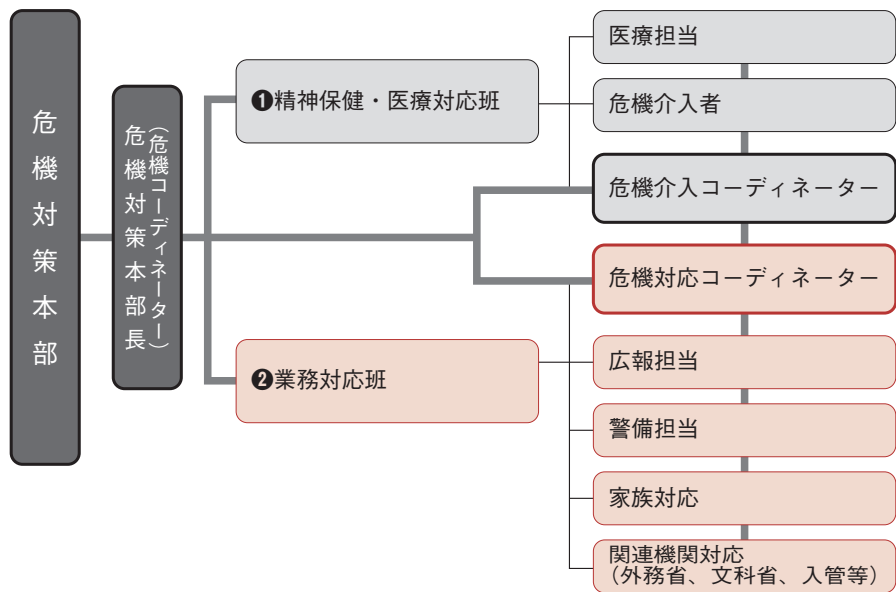 危機対策本部
危機対策本部長
（危機コーディネーター）
❶精神保健・医療対応班
❷業務対応班
医療担当
危機介入者
危機介入コーディネーター
危機対応コーディネーター
広報担当
警備担当
家族対応
関連機関対応
（外務省、文科省、入管等）